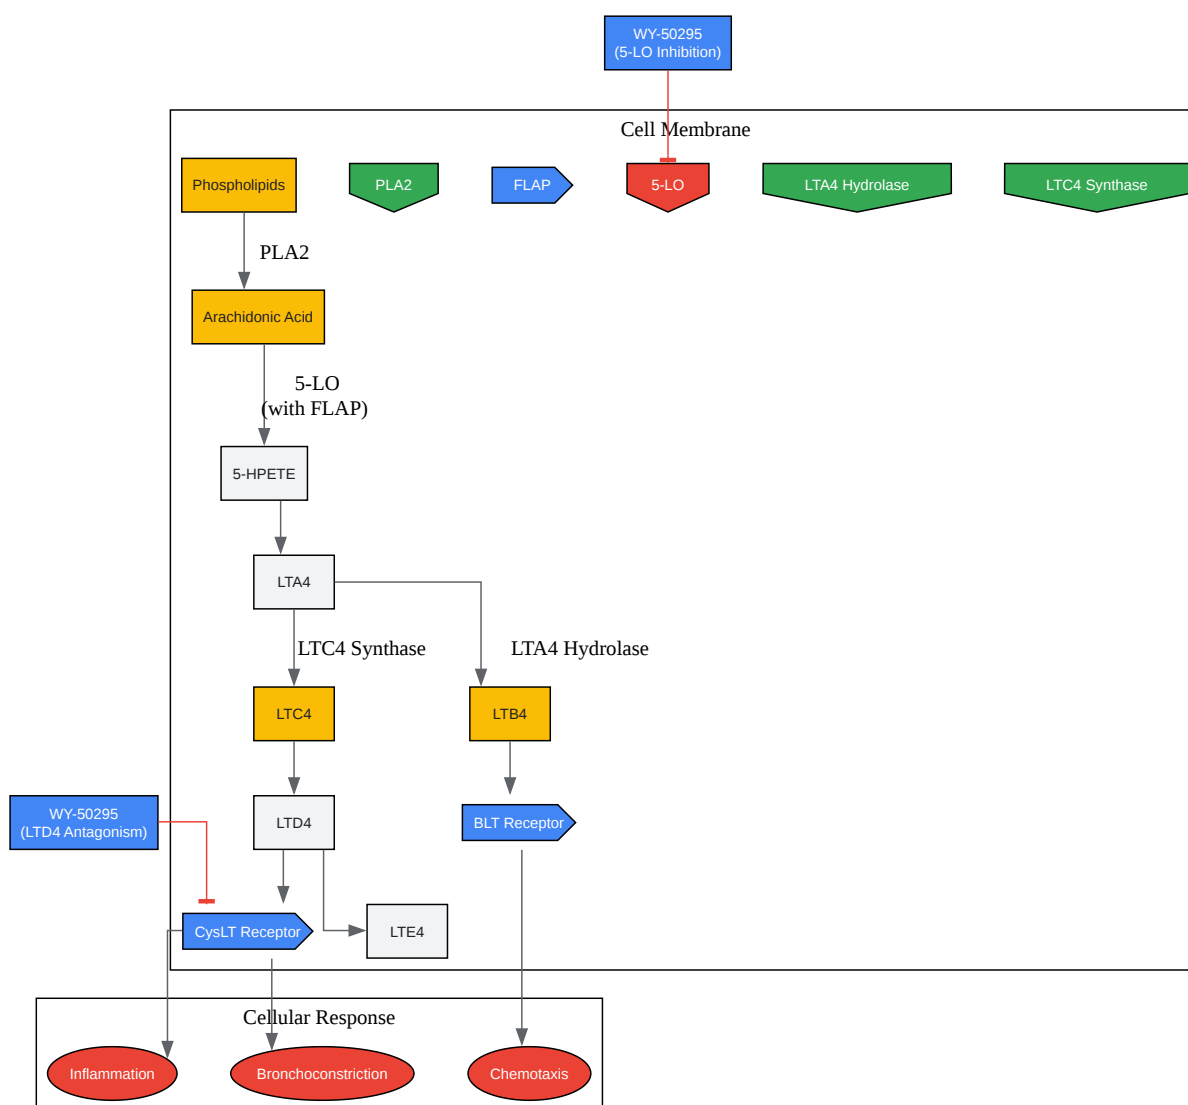 WY-50295
(5-LO Inhibition)
Cell Membrane
Phospholipids
PLA2
FLAP
5-LO
LTA4 Hydrolase
LTC4 Synthase
PLA2
Arachidonic Acid
5-LO
(with FLAP)
5-HPETE
LTA4
LTC4 Synthase
LTA4 Hydrolase
LTC4
LTB4
WY-50295
(LTD4 Antagonism)
LTD4
BLT Receptor
CysLT Receptor
LTE4
Cellular Response
Inflammation
Bronchoconstriction
Chemotaxis